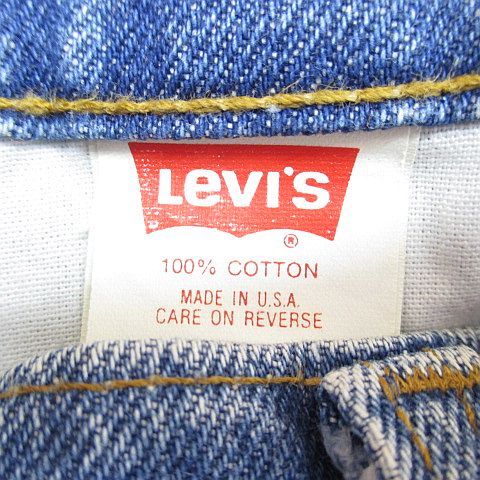 LEVI'S
®
100% COTTON
MADE IN U.S.A.
CARE ON REVERSE